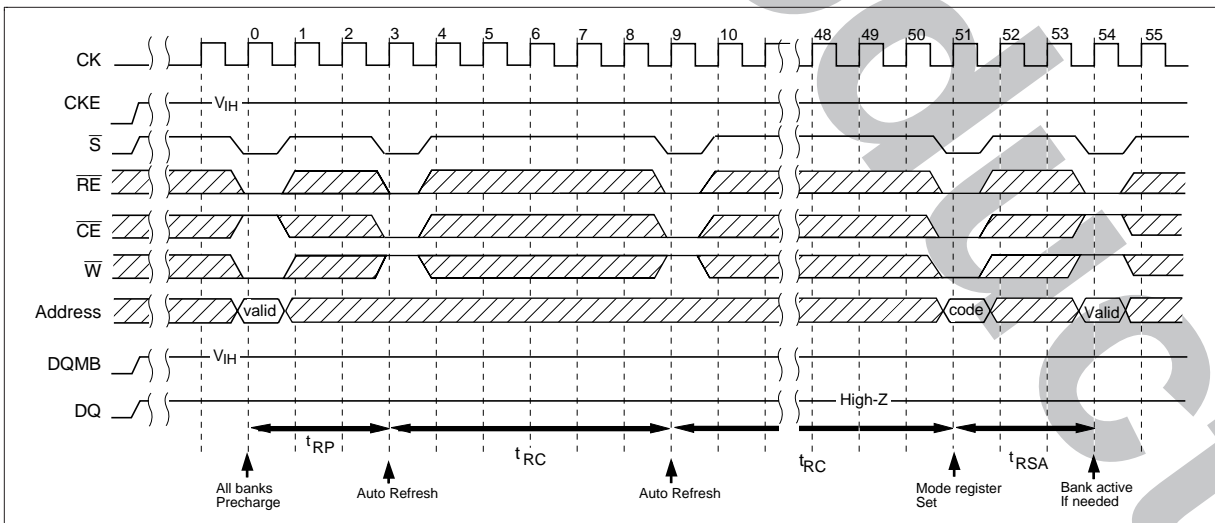 0 1 2 3 4 5 6 7 8 9 10 48 49 50 51 52 53 54 55
CK
CKE VIH
S
RE
CE
W
Address valid code Valid
DQMB VIH
DQ High-Z
tRP tRC tRC tRSA
All banks
Precharge
Auto Refresh
Auto Refresh
Mode register
Set
Bank active
If needed